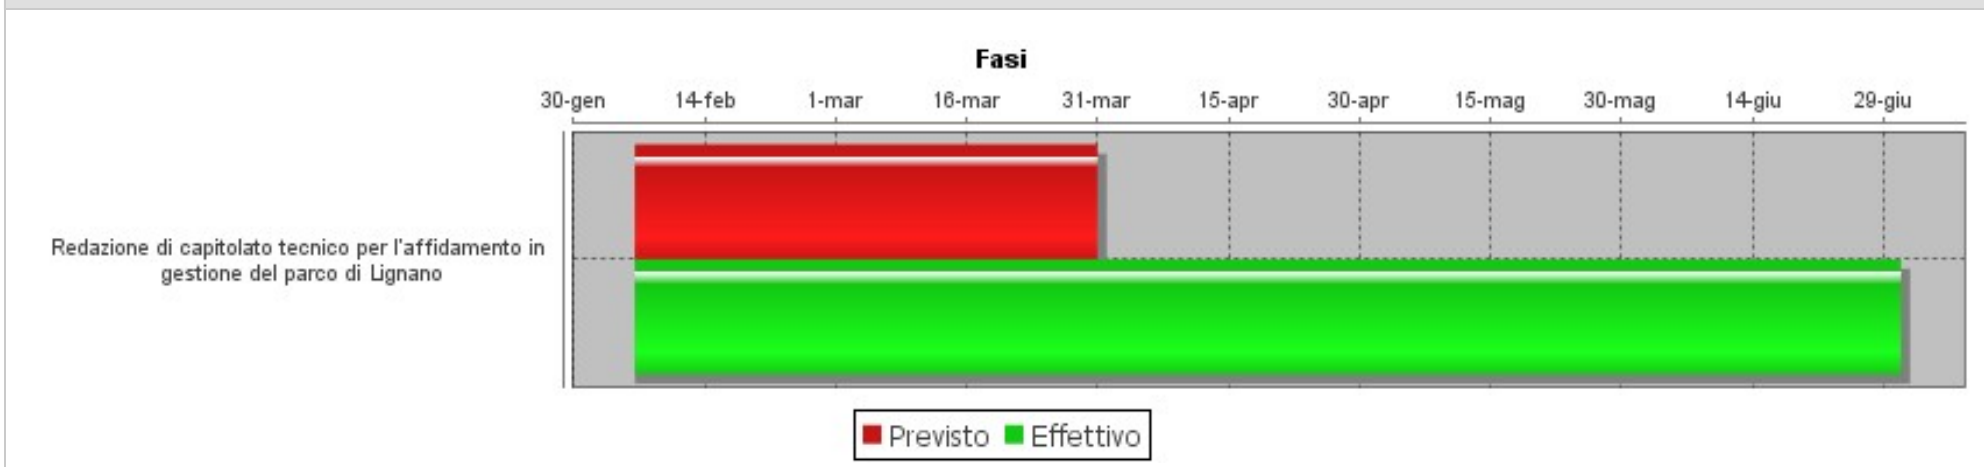 Fasi
30-gen 14-feb 1-mar 16-mar 31-mar 15-apr 30-apr 15-mag 30-mag 14-giu 29-giu
Redazione di capitolato tecnico per l'affidamento in
gestione del parco di Lignano
Previsto Effettivo